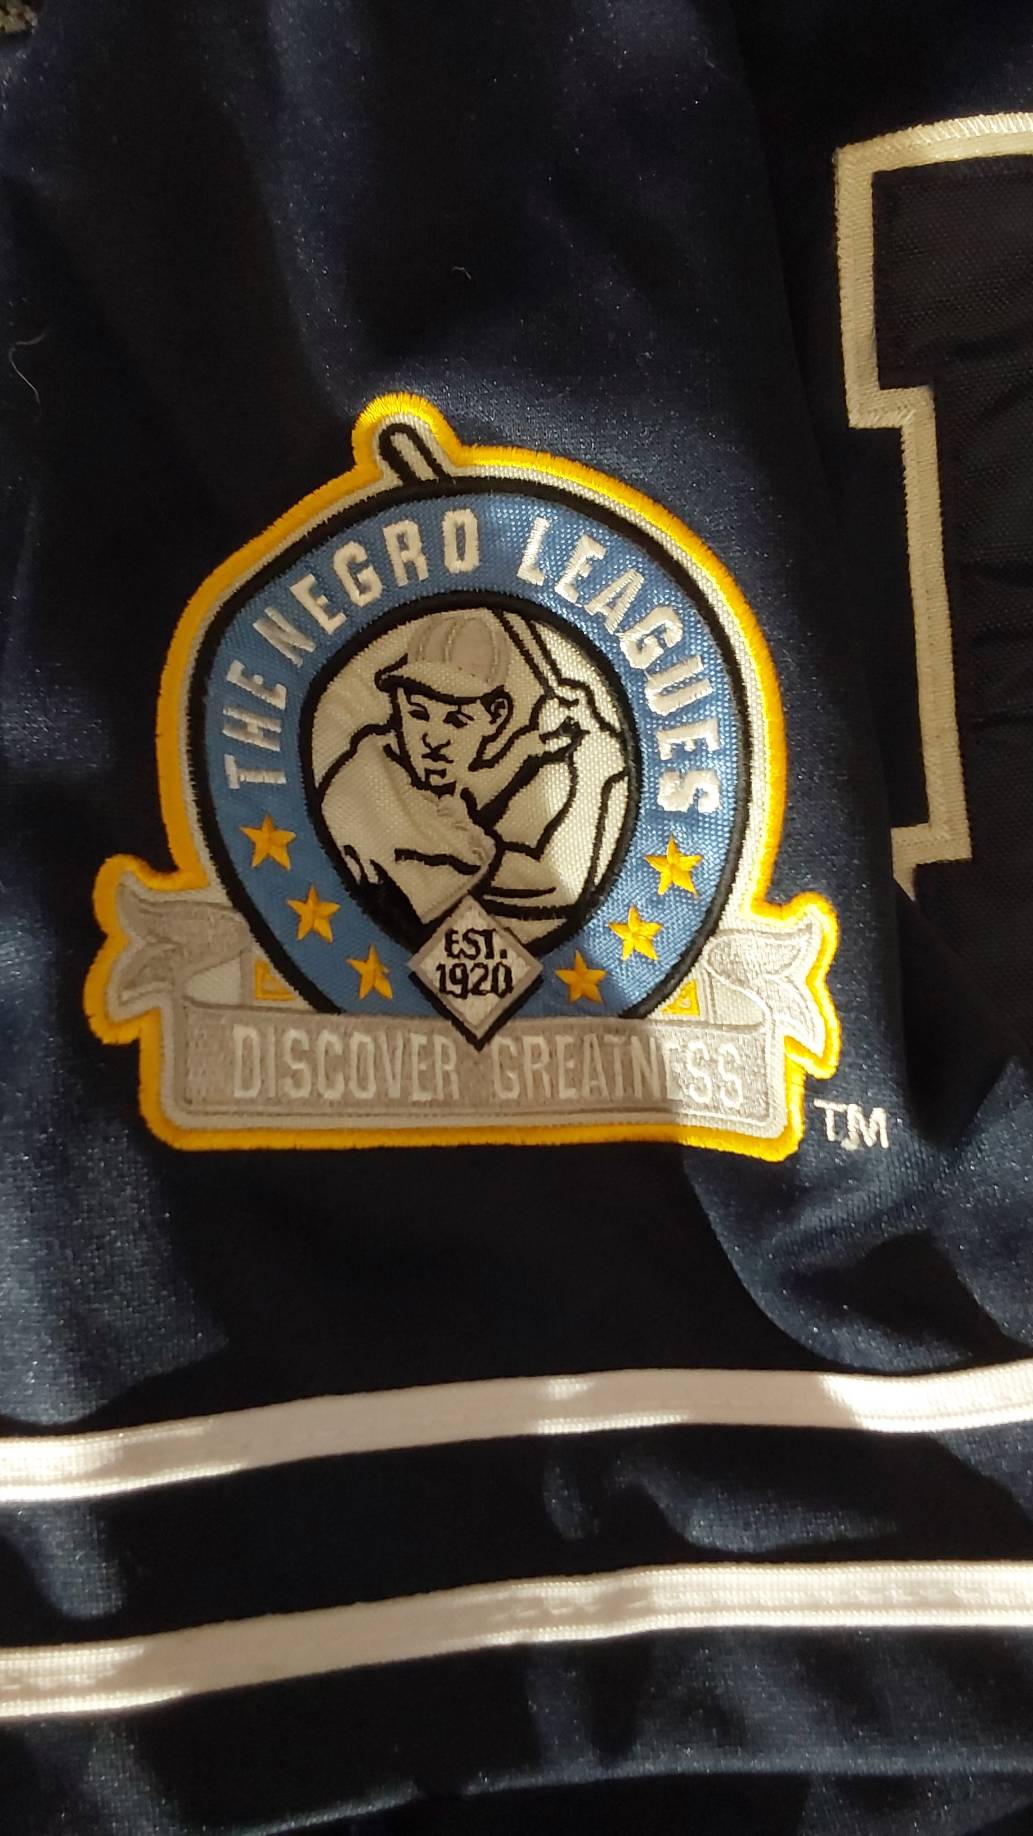 THE NEGRO LEAGUES
EST.
1920
DISCOVER GREATNESS
TM